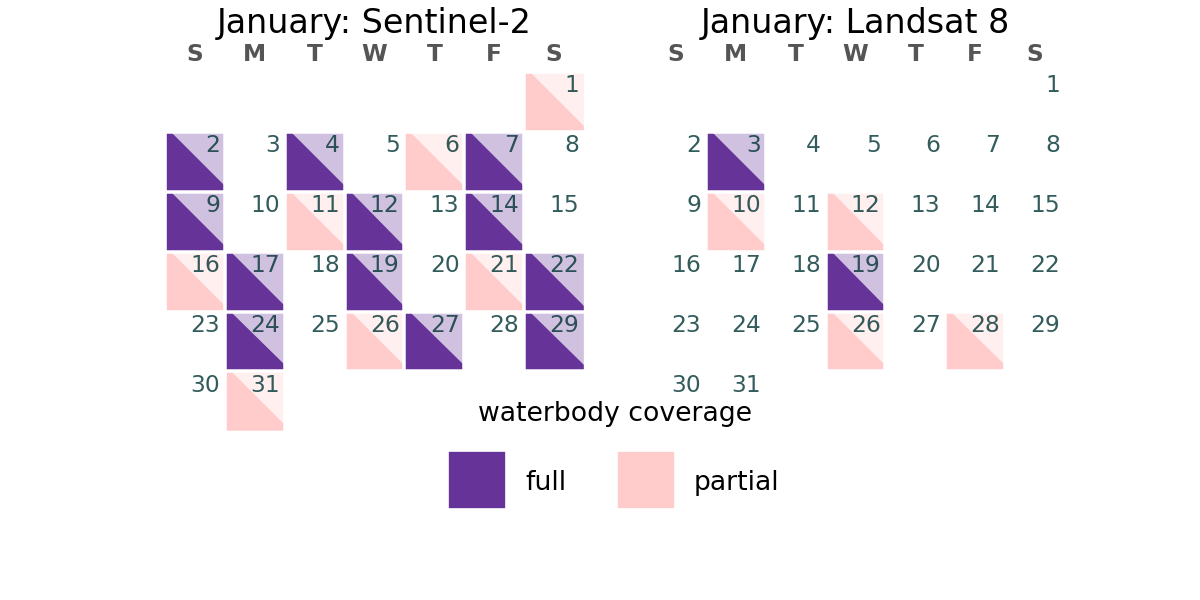 January: Sentinel-2
S M T W T F S
1
2 3 4 5 6 7 8
9 10 11 12 13 14 15
16 17 18 19 20 21 22
23 24 25 26 27 28 29
30 31
January: Landsat 8
S M T W T F S
1
2 3 4 5 6 7 8
9 10 11 12 13 14 15
16 17 18 19 20 21 22
23 24 25 26 27 28 29
30 31
waterbody coverage
full partial